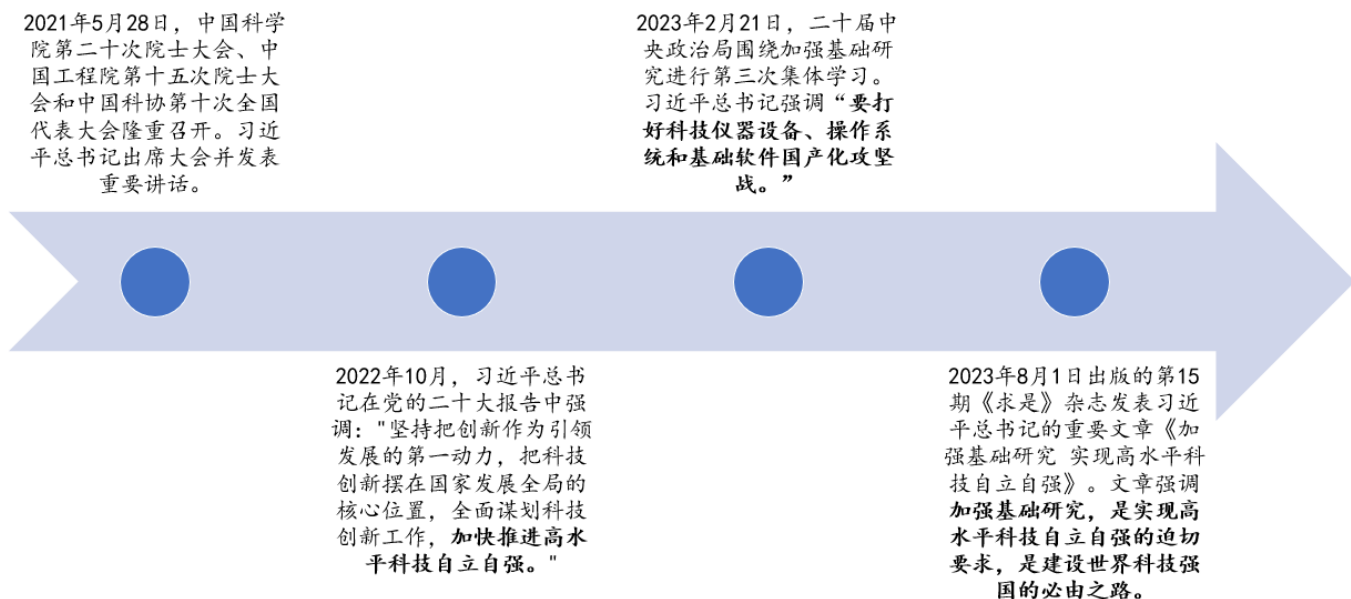 2021年5月28日，中国科学
院第二十次院士大会、中
国工程院第十五次院士大
会和中国科协第十次全国
代表大会隆重召开。习近
平总书记出席大会并发表
重要讲话。
2022年10月，习近平总书
记在党的二十大报告中强
调："坚持把创新作为引领
发展的第一动力，把科技
创新摆在国家发展全局的
核心位置，全面谋划科技
创新工作，加快推进高水
平科技自立自强。"
2023年2月21日，二十届中
央政治局围绕加强基础研
究进行第三次集体学习。
习近平总书记强调“要打
好科技仪器设备、操作系
统和基础软件国产化攻坚
战。”
2023年8月1日出版的第15
期《求是》杂志发表习近
平总书记的重要文章《加
强基础研究 实现高水平科
技自立自强》。文章强调
加强基础研究，是实现高
水平科技自立自强的迫切
要求，是建设世界科技强
国的必由之路。